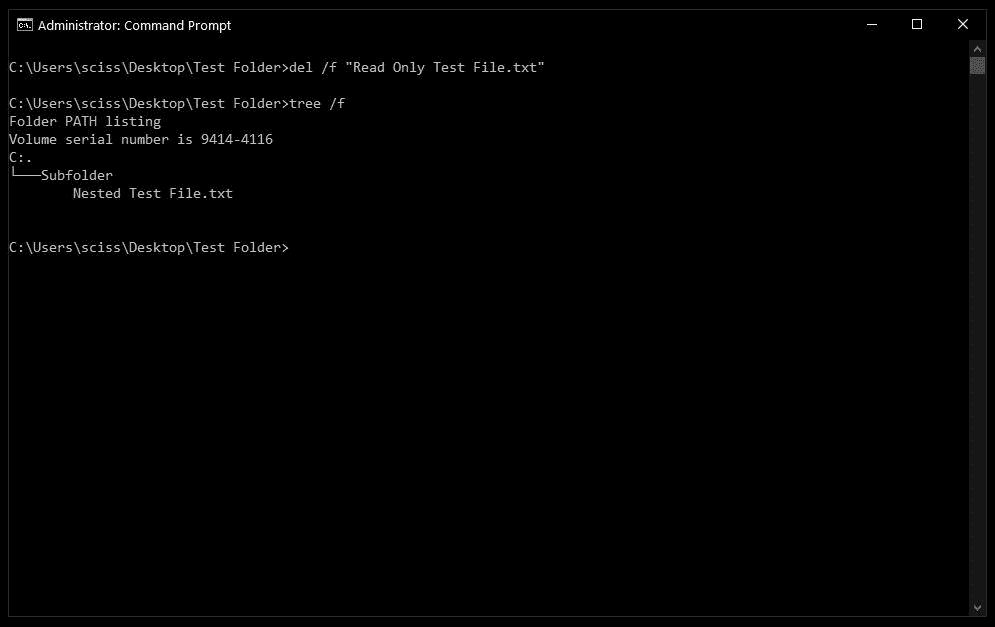 Administrator: Command Prompt
C:\Users\sciss\Desktop\Test Folder>del /f "Read Only Test File.txt"
C:\Users\sciss\Desktop\Test Folder>tree /f
Folder PATH listing
Volume serial number is 9414-4116
C:.
└───Subfolder
        Nested Test File.txt
C:\Users\sciss\Desktop\Test Folder>